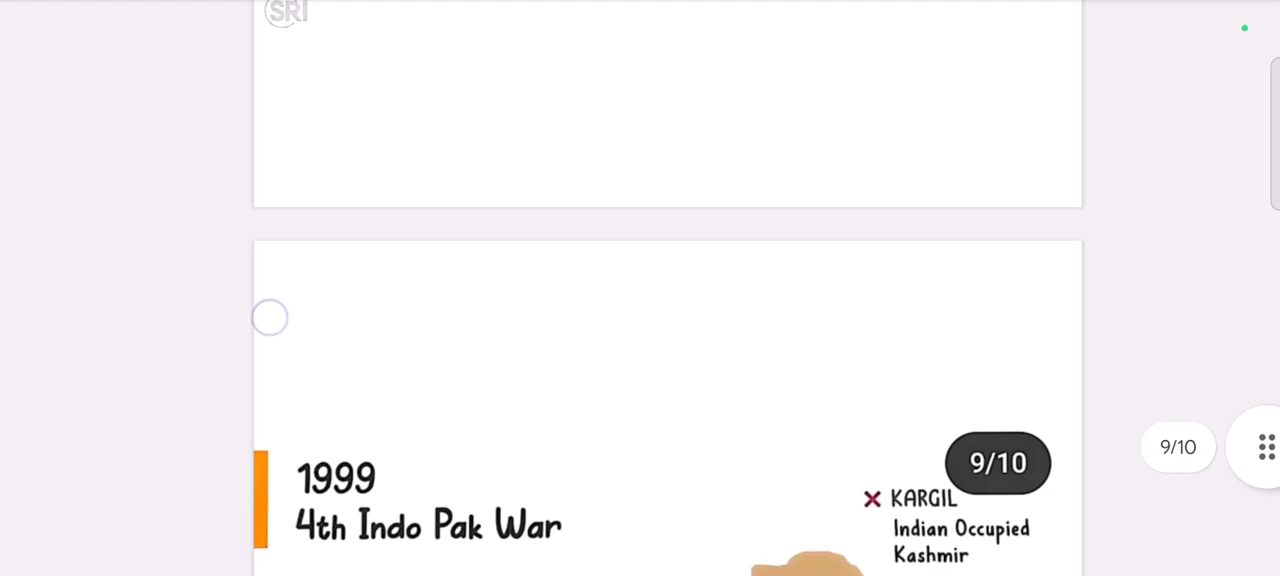 SRI
9/10
9/10
1999
4th Indo Pak War
KARGIL
Indian Occupied
Kashmir